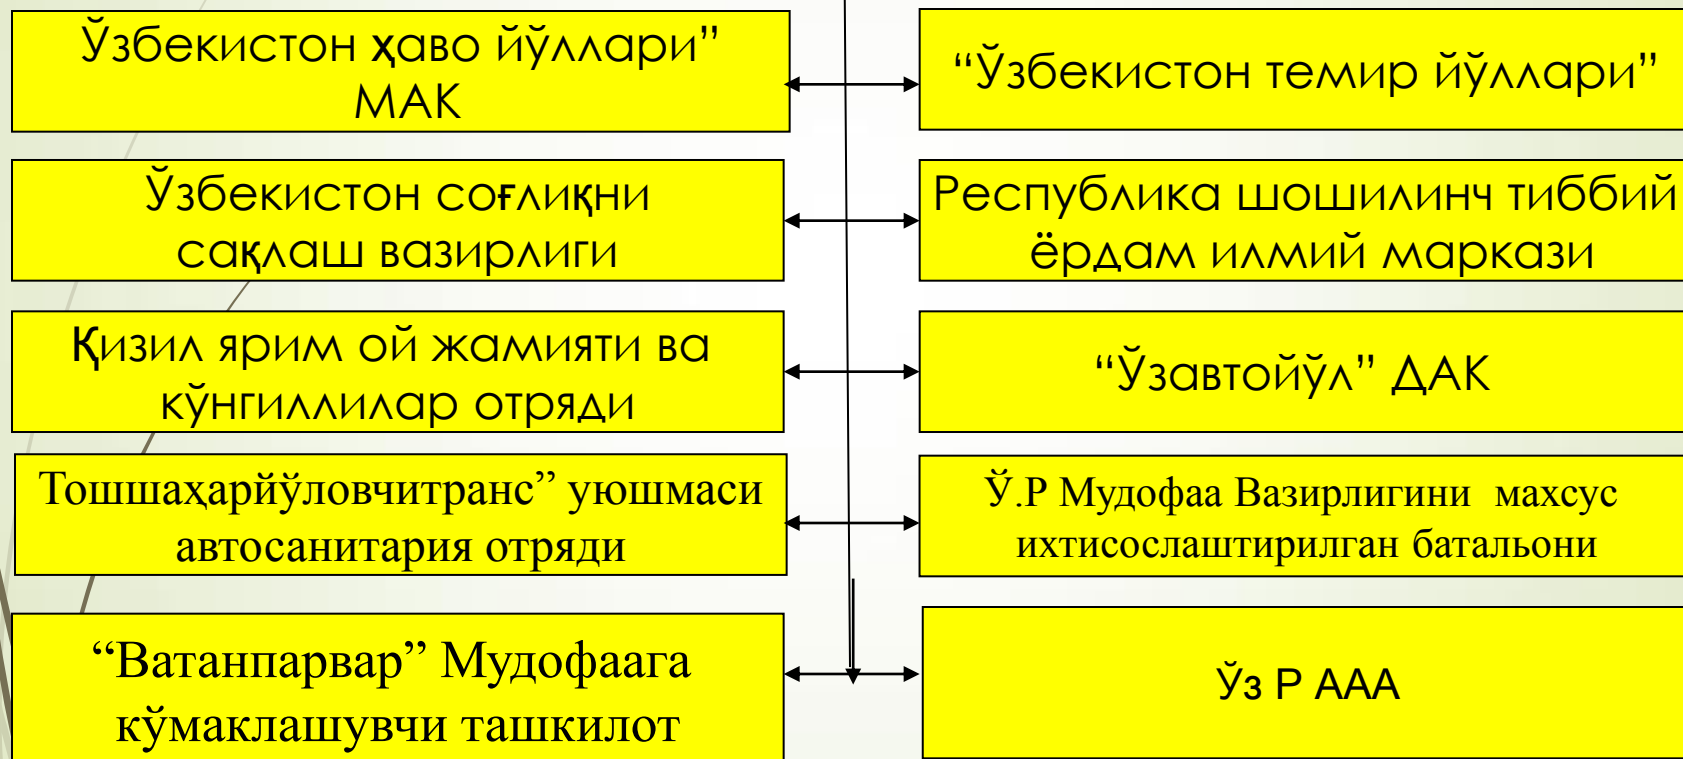 Ўзбекистон ҳаво йўллари”
МАК
“Ўзбекистон темир йўллари”
Ўзбекистон соғлиқни
сақлаш вазирлиги
Республика шошилинч тиббий
ёрдам илмий маркази
Қизил ярим ой жамияти ва
кўнгиллилар отряди
“Ўзавтойўл” ДАК
Тошшаҳарйўловчитранс” уюшмаси
автосанитария отряди
Ў.Р Мудофаа Вазирлигини махсус
ихтисослаштирилган батальони
“Ватанпарвар” Мудофаага
кўмаклашувчи ташкилот
Ўз Р ААА